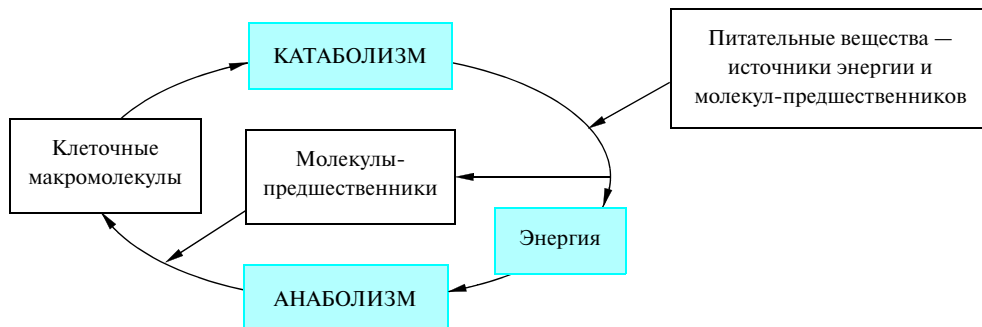 КАТАБОЛИЗМ
Питательные вещества —
источники энергии и
молекул-предшественников
Клеточные
макромолекулы
Молекулы-
предшественники
Энергия
АНАБОЛИЗМ